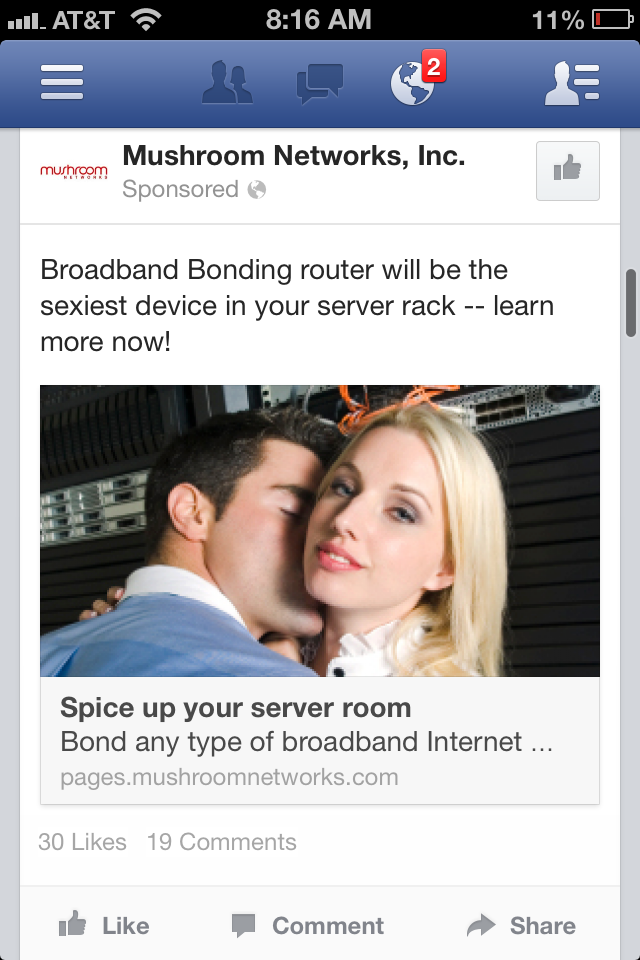 AT&T 8:16 AM 11%
2
mushroom
NETWORKS
Mushroom Networks, Inc.
Sponsored
Broadband Bonding router will be the
sexiest device in your server rack -- learn
more now!
Spice up your server room
Bond any type of broadband Internet ...
pages.mushroomnetworks.com
30 Likes 19 Comments
Like Comment Share